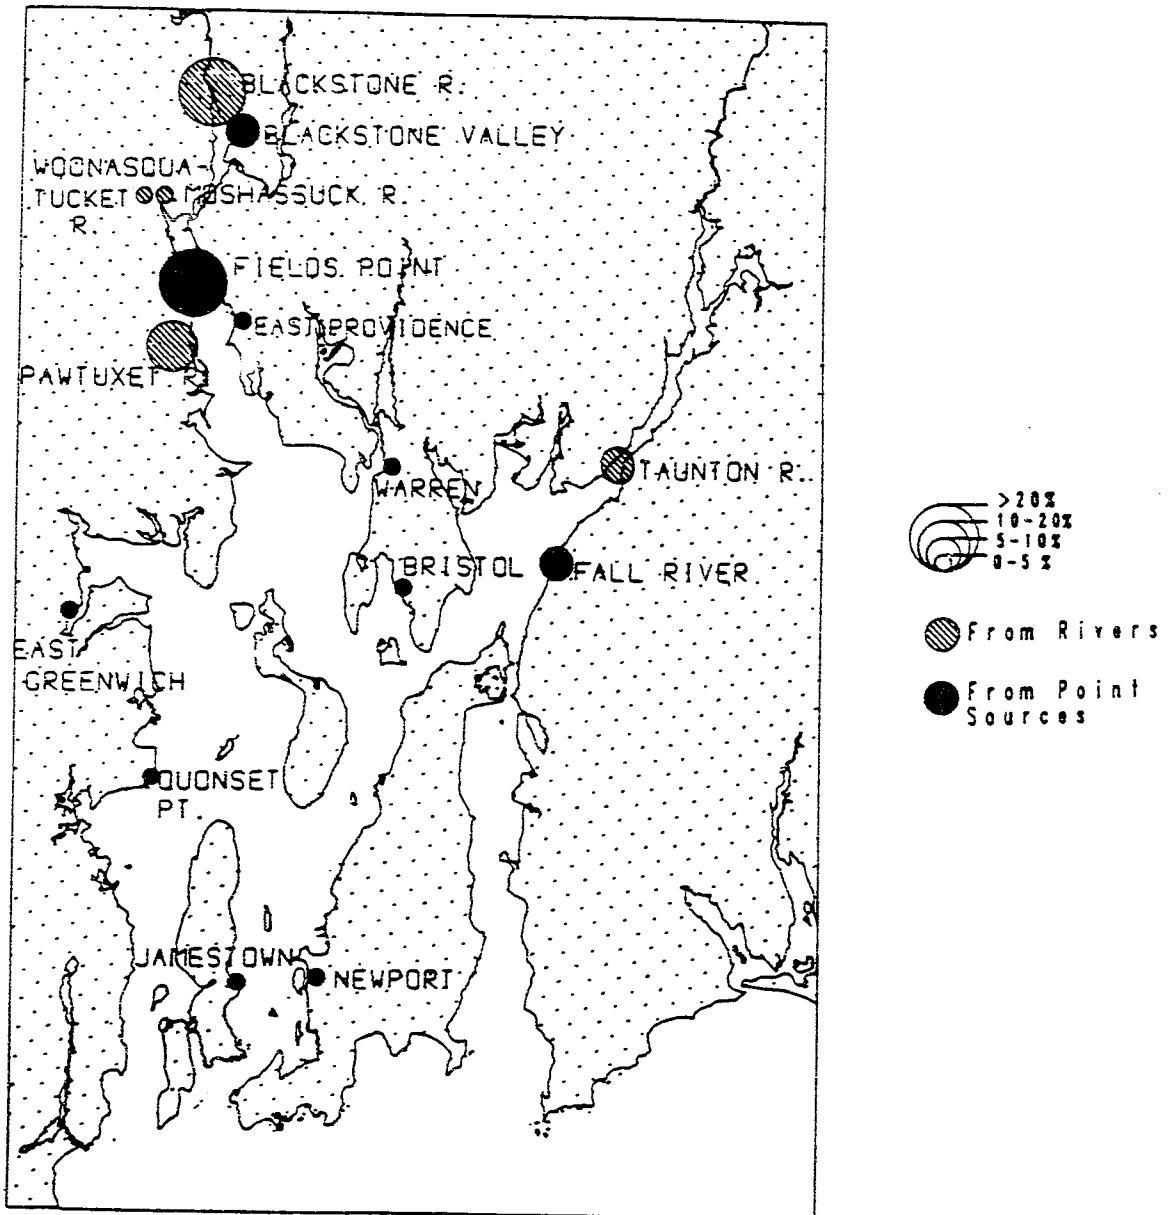 BLACKSTONE R.
BLACKSTONE VALLEY
WOONASQUA-
TUCKET
R.
MOSHASSUCK R.
FIELDS POINT
EAST PROVIDENCE
PAWTUXET R.
WARREN
TAUNTON R.
BRISTOL
FALL RIVER
EAST
GREENWICH
QUONSET
PT.
JAMESTOWN
NEWPORT
>20%
10-20%
5-10%
0-5 %
From Rivers
From Point
Sources